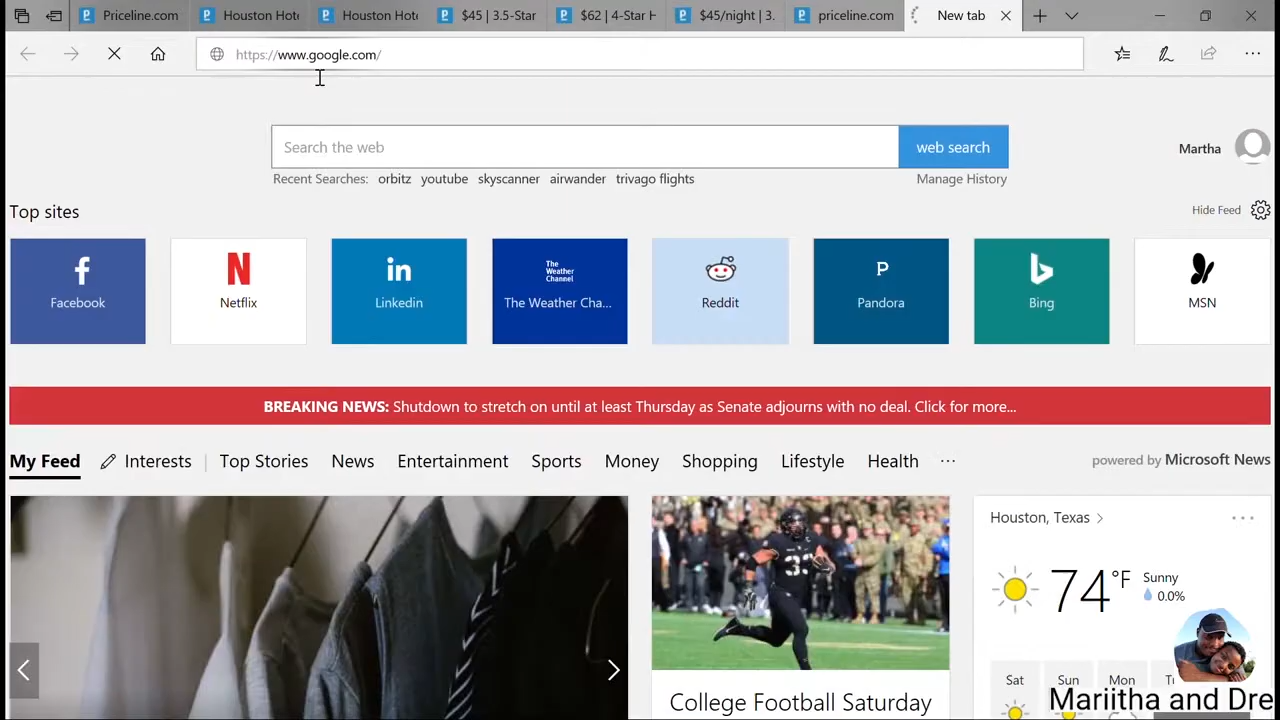 Priceline.com
Houston Hote
Houston Hote
$45 | 3.5-Star
$62 | 4-Star H
$45/night | 3.
priceline.com
New tab
https://www.google.com/
Search the web
web search
Martha
Recent Searches: orbitz youtube skyscanner airwander trivago flights
Manage History
Top sites
Hide Feed
Facebook
N
Netflix
in
Linkedin
The Weather Channel
The Weather Cha...
Reddit
P
Pandora
Bing
MSN
BREAKING NEWS: Shutdown to stretch on until at least Thursday as Senate adjourns with no deal. Click for more...
My Feed
Interests
Top Stories
News
Entertainment
Sports
Money
Shopping
Lifestyle
Health
powered by Microsoft News
Houston, Texas
74°F
Sunny
0.0%
Sat
Sun
Mon
College Football Saturday
Mariitha and Dre